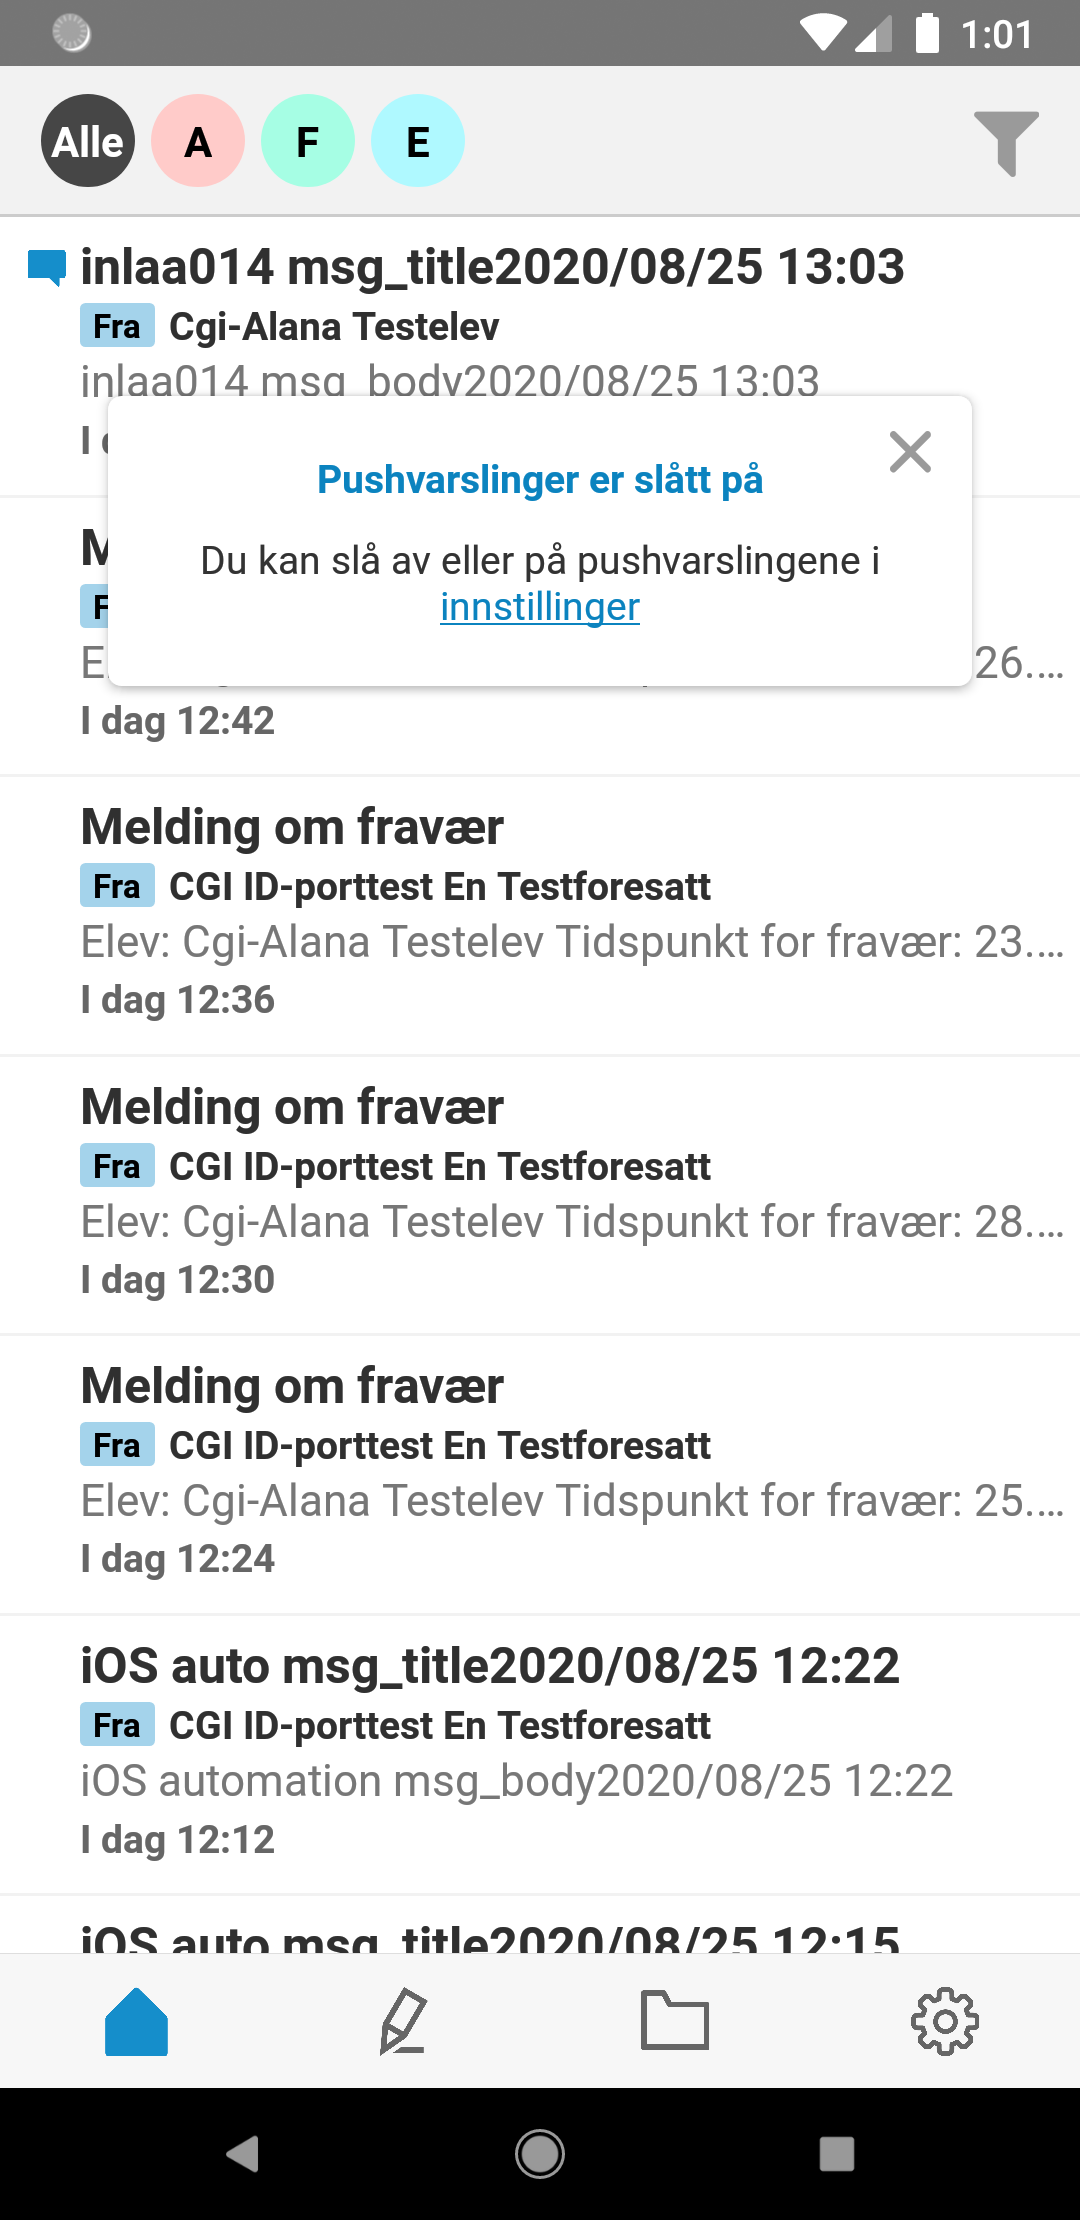 1:01
Alle A F E
inlaa014 msg_title2020/08/25 13:03
Fra Cgi-Alana Testelev
inlaa014 msg_body2020/08/25 13:03
I
Pushvarslinger er slått på
Du kan slå av eller på pushvarslingene i
innstillinger
M
F
E
26.…
I dag 12:42
Melding om fravær
Fra CGI ID-porttest En Testforesatt
Elev: Cgi-Alana Testelev Tidspunkt for fravær: 23.…
I dag 12:36
Melding om fravær
Fra CGI ID-porttest En Testforesatt
Elev: Cgi-Alana Testelev Tidspunkt for fravær: 28.…
I dag 12:30
Melding om fravær
Fra CGI ID-porttest En Testforesatt
Elev: Cgi-Alana Testelev Tidspunkt for fravær: 25.…
I dag 12:24
iOS auto msg_title2020/08/25 12:22
Fra CGI ID-porttest En Testforesatt
iOS automation msg_body2020/08/25 12:22
I dag 12:12
iOS auto msg_title2020/08/25 12:15